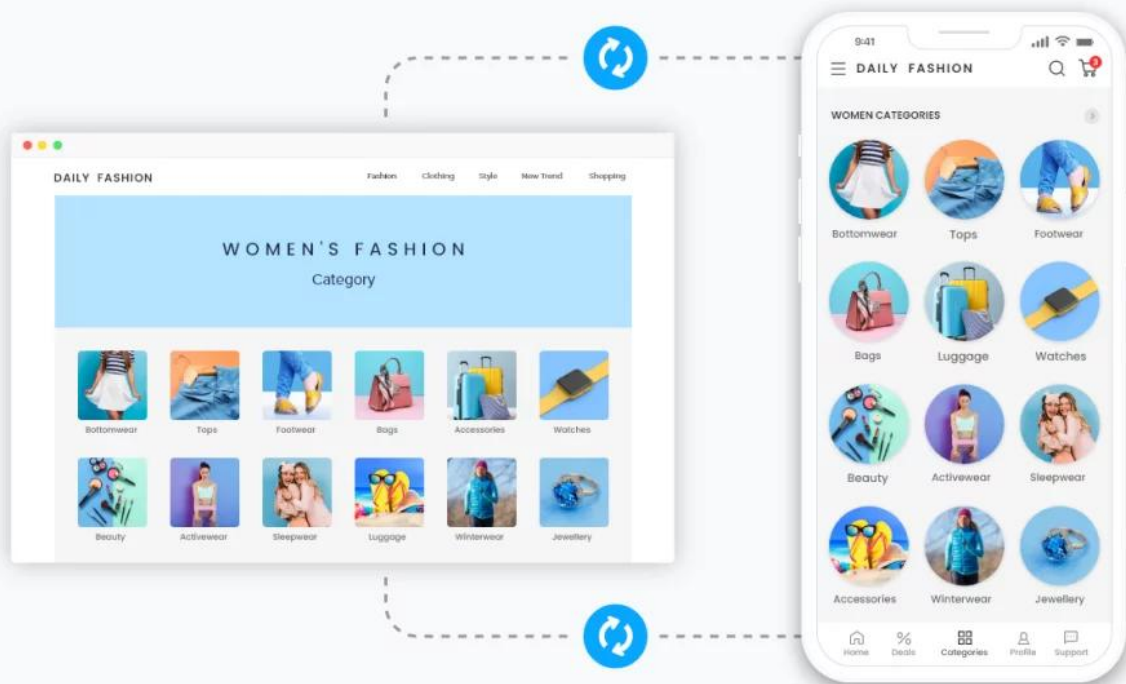 DAILY FASHION
Fashion Clothing Style New Trend Shopping
WOMEN'S FASHION
Category
Bottomwear Tops Footwear Bags Accessories Watches
Beauty Activewear Sleepwear Luggage Winterwear Jewellery
9:41
DAILY FASHION
3
WOMEN CATEGORIES
Bottomwear Tops Footwear
Bags Luggage Watches
Beauty Activewear Sleepwear
Accessories Winterwear Jewellery
Home Deals Categories Profile Support